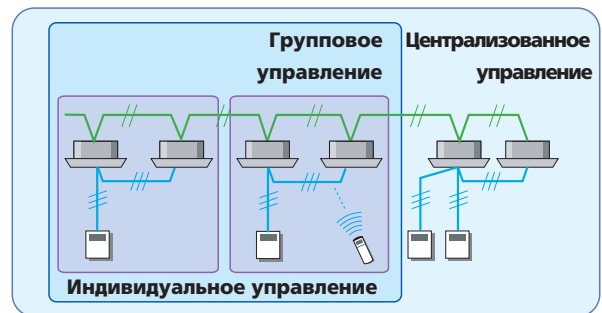 Групповое
управление
Централизованное
управление
Индивидуальное управление